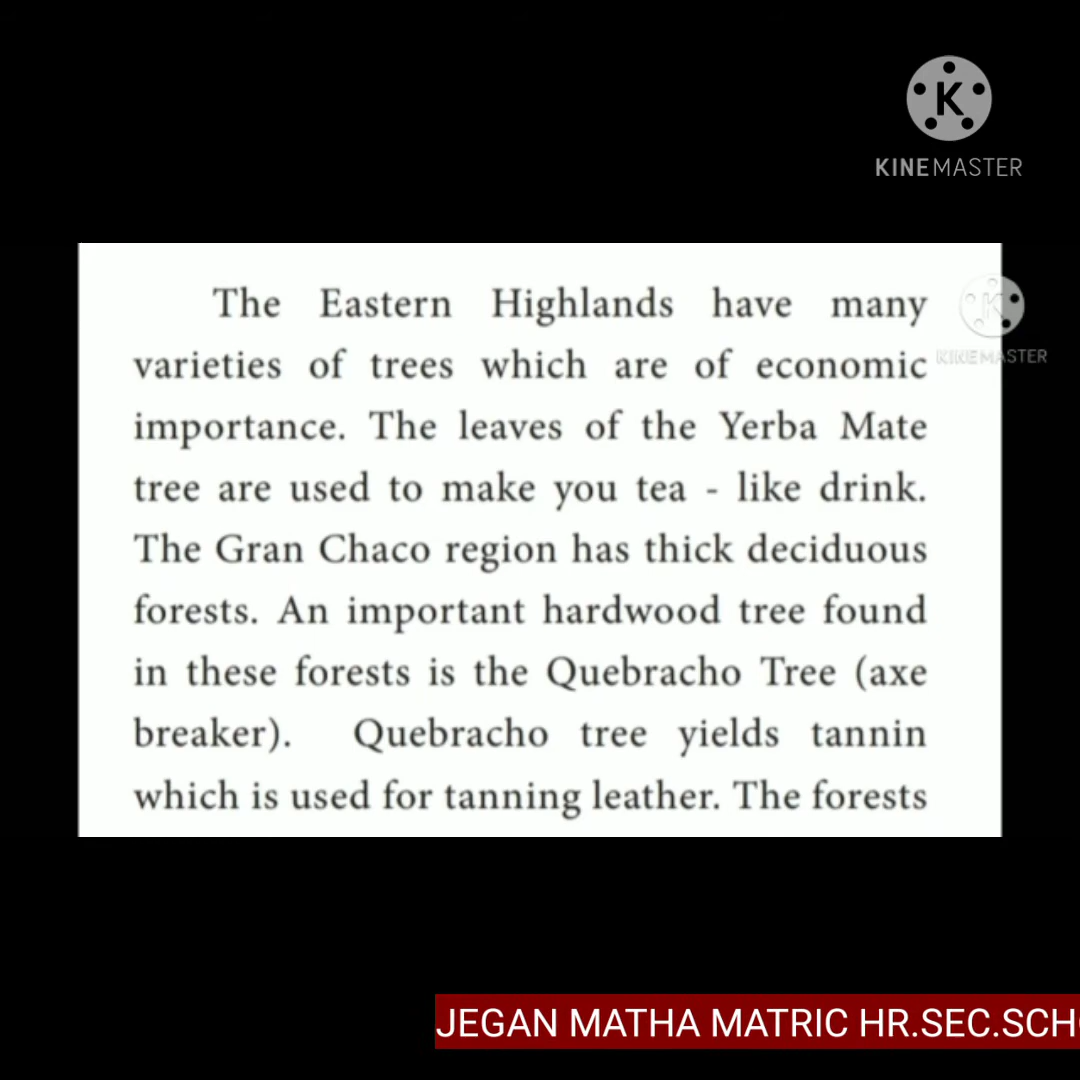 KINEMASTER
The Eastern Highlands have many
varieties of trees which are of economic
KINEMASTER
importance. The leaves of the Yerba Mate
tree are used to make you tea - like drink.
The Gran Chaco region has thick deciduous
forests. An important hardwood tree found
in these forests is the Quebracho Tree (axe
breaker). Quebracho tree yields tannin
which is used for tanning leather. The forests
JEGAN MATHA MATRIC HR.SEC.SCH